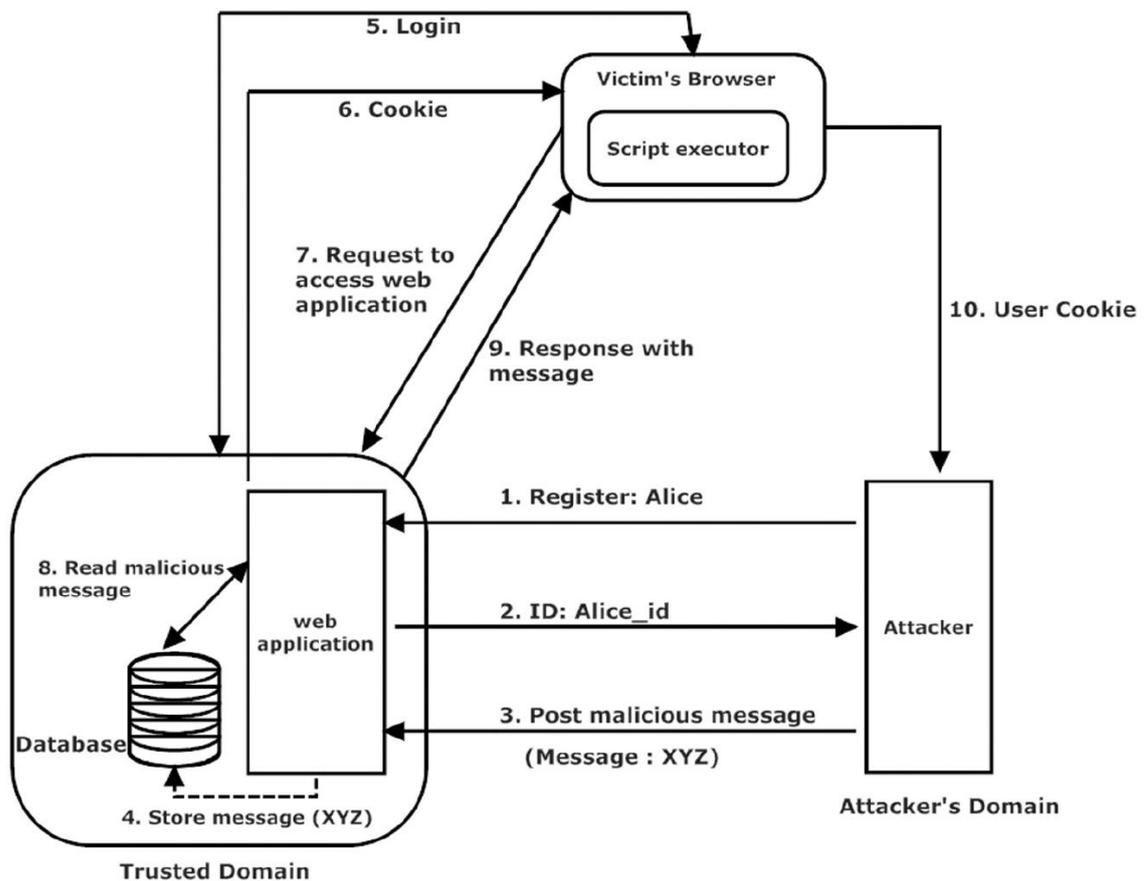 5. Login
Victim's Browser
6. Cookie
Script executor
7. Request to
access web
application
10. User Cookie
9. Response with
message
1. Register: Alice
8. Read malicious
message
2. ID: Alice_id
web
application
Attacker
3. Post malicious message
(Message : XYZ)
Database
4. Store message (XYZ)
Attacker's Domain
Trusted Domain